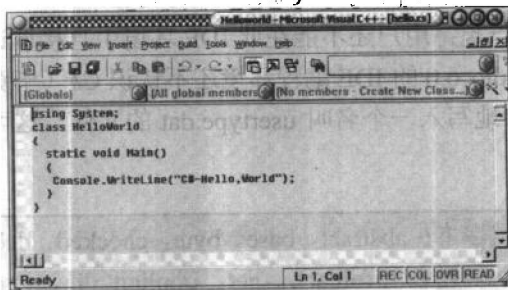 Helloworld - Microsoft Visual C++ - [hello.cs]
File Edit View Insert Project Build Tools Window Help
(Globals) (All global members (No members - Create New Class...)
using System;
class HelloWorld
{
static void Main()
{
Console.WriteLine("C#-Hello,World");
}
}
Ready Ln 1, Col 1 REC COL OVR READ